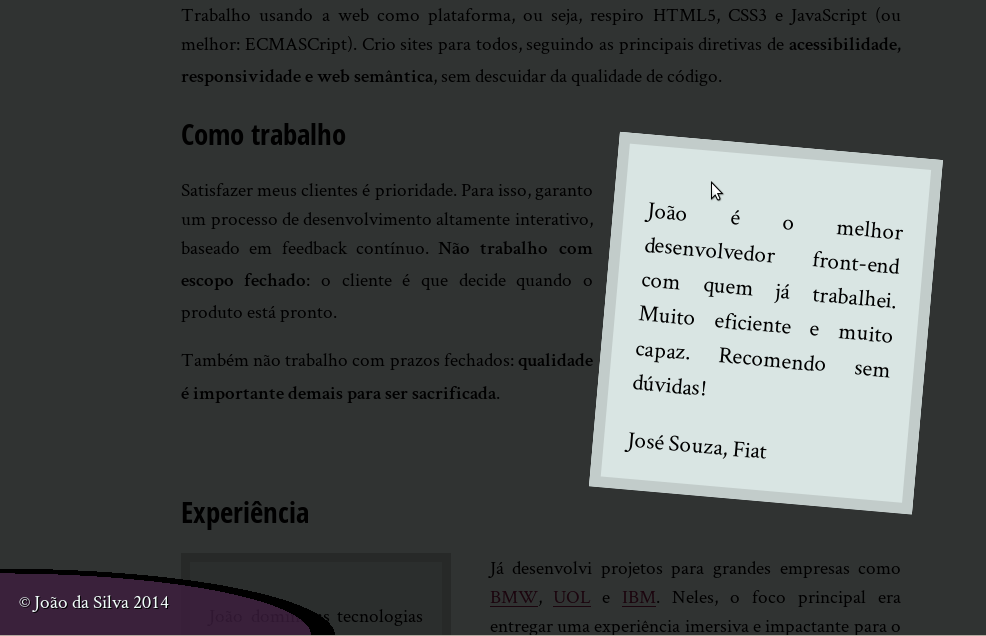 Trabalho usando a web como plataforma, ou seja, respiro HTML5, CSS3 e JavaScript (ou
melhor: ECMASCript). Crio sites para todos, seguindo as principais diretivas de acessibilidade,
responsividade e web semântica, sem descuidar da qualidade de código.
Como trabalho
Satisfazer meus clientes é prioridade. Para isso, garanto
um processo de desenvolvimento altamente interativo,
baseado em feedback contínuo. Não trabalho com
escopo fechado: o cliente é que decide quando o
produto está pronto.
Também não trabalho com prazos fechados: qualidade
é importante demais para ser sacrificada.
João é o melhor
desenvolvedor front-end
com quem já trabalhei.
Muito eficiente e muito
capaz. Recomendo sem
dúvidas!
José Souza, Fiat
Experiência
João domina as tecnologias
Já desenvolvi projetos para grandes empresas como
BMW, UOL e IBM. Neles, o foco principal era
entregar uma experiência imersiva e impactante para o
© João da Silva 2014